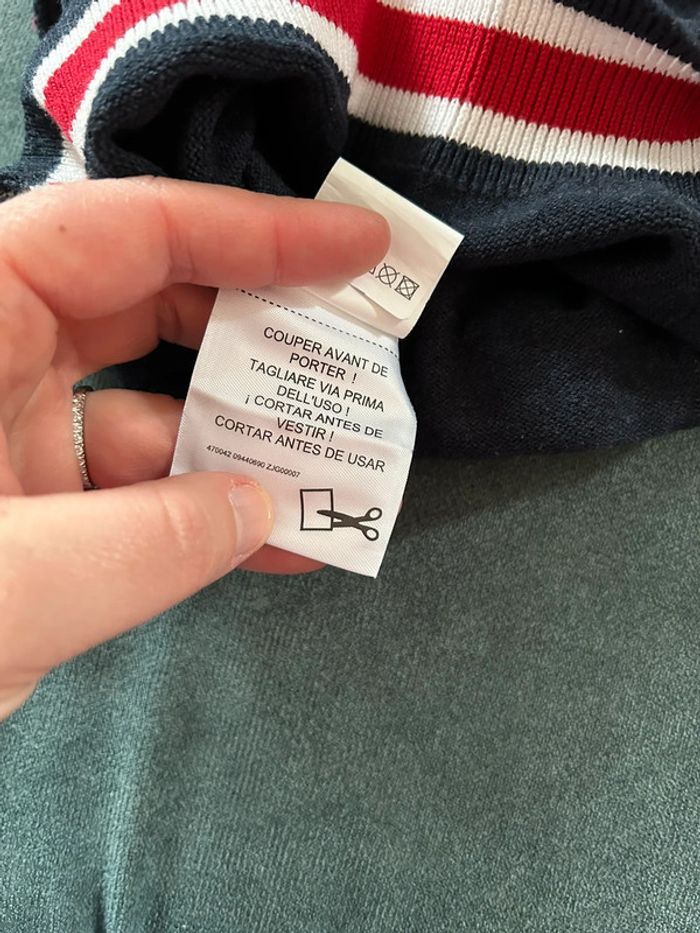 COUPER AVANT DE
PORTER !
TAGLIARE VIA PRIMA
DELL'USO !
¡ CORTAR ANTES DE
VESTIR !
CORTAR ANTES DE USAR
470042 09440690 ZJG00007